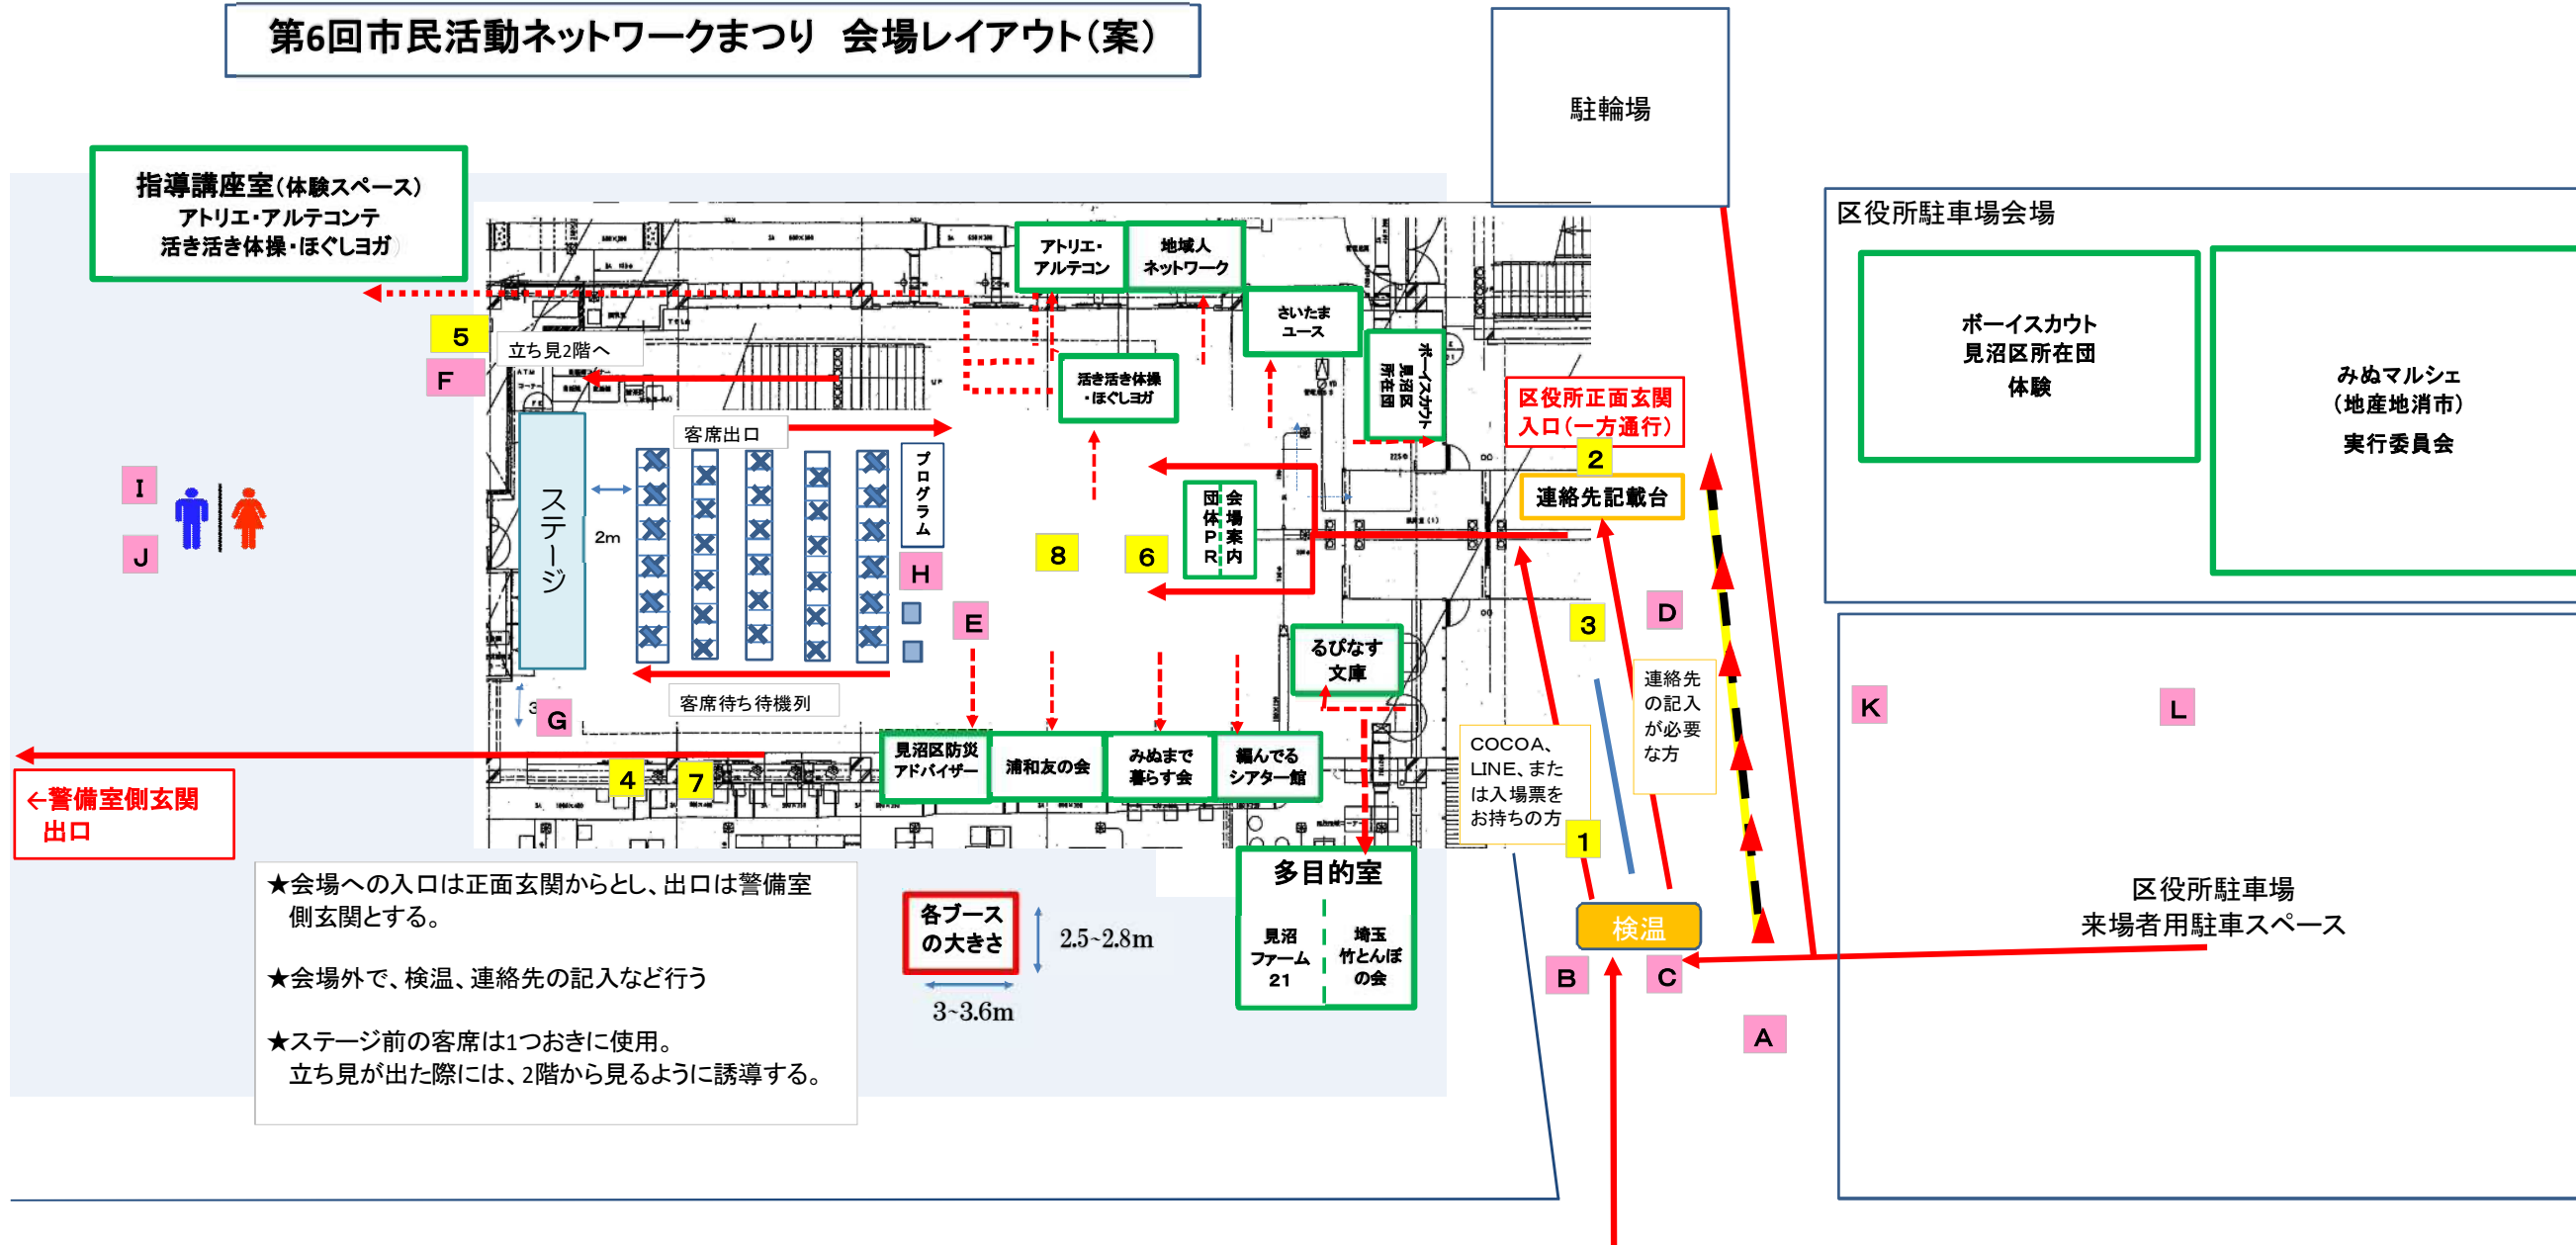 第6回市民活動ネットワークまつり 会場レイアウト(案)
駐輪場
指導講座室(体験スペース)
アトリエ・アルテコンテ
活き活き体操・ほぐしヨガ
区役所駐車場会場
ボーイスカウト
見沼区所在団
体験
みぬマルシェ
(地産地消市)
実行委員会
アトリエ・
アルテコン
地域人
ネットワーク
さいたま
ユース
ボーイスカウト
見沼区
所在団
活き活き体操
・ほぐしヨガ
5
F
立ち見2階へ
区役所正面玄関
入口(一方通行)
2
連絡先記載台
客席出口
プログラム
ステージ
2m
I
J
H
E
8
6
団体PR
会場案内
3
D
るぴなす
文庫
連絡先
の記入
が必要
な方
K
L
客席待ち待機列
3
G
COCOA、
LINE、また
は入場票を
お持ちの方
1
←警備室側玄関
出口
4
7
見沼区防災
アドバイザー
浦和友の会
みぬまで
暮らす会
編んでる
シアター館
★会場への入口は正面玄関からとし、出口は警備室
側玄関とする。
★会場外で、検温、連絡先の記入など行う
★ステージ前の客席は1つおきに使用。
立ち見が出た際には、2階から見るように誘導する。
各ブース
の大きさ
2.5~2.8m
3~3.6m
多目的室
見沼
ファーム
21
埼玉
竹とんぼ
の会
検温
B
C
A
区役所駐車場
来場者用駐車スペース